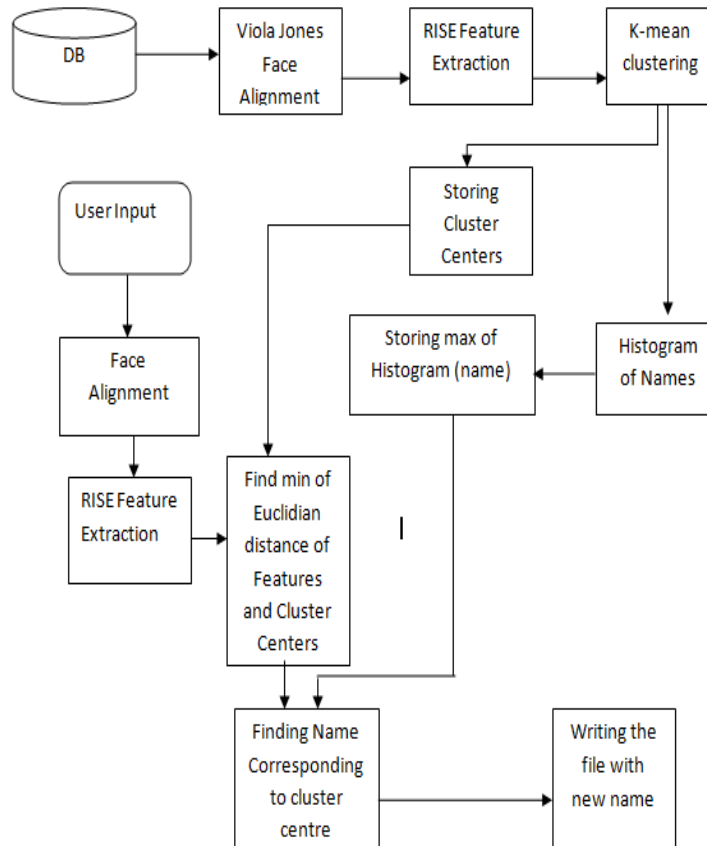 DB
Viola Jones
Face
Alignment
RISE Feature
Extraction
K-mean
clustering
Storing
Cluster
Centers
User Input
Storing max of
Histogram (name)
Histogram
of Names
Face
Alignment
RISE Feature
Extraction
Find min of
Euclidian
distance of
Features
and Cluster
Centers
Finding Name
Corresponding
to cluster
centre
Writing the
file with
new name